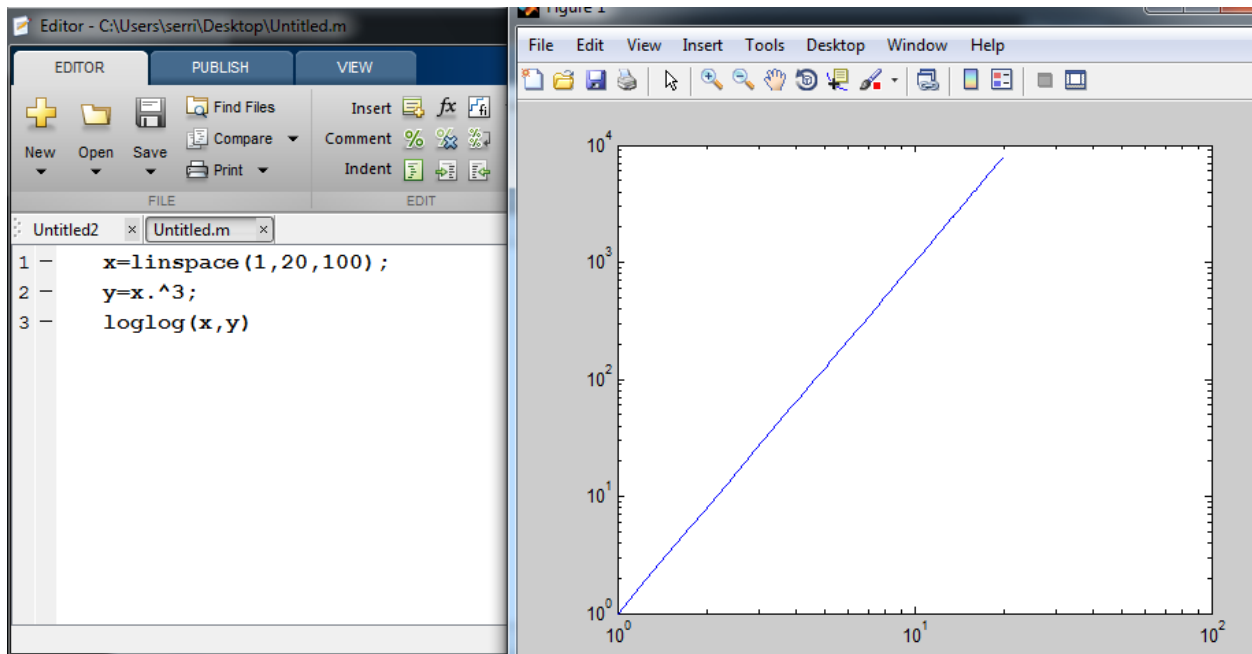 Editor - C:\Users\serri\Desktop\Untitled.m
EDITOR PUBLISH VIEW
New Open Save
Find Files
Compare
Print
Insert fx
Comment
Indent
FILE EDIT
Untitled2 × Untitled.m ×
1 – x=linspace(1,20,100);
2 – y=x.^3;
3 – loglog(x,y)
Figure 1
File Edit View Insert Tools Desktop Window Help
10^4
10^3
10^2
10^1
10^0
10^0 10^1 10^2